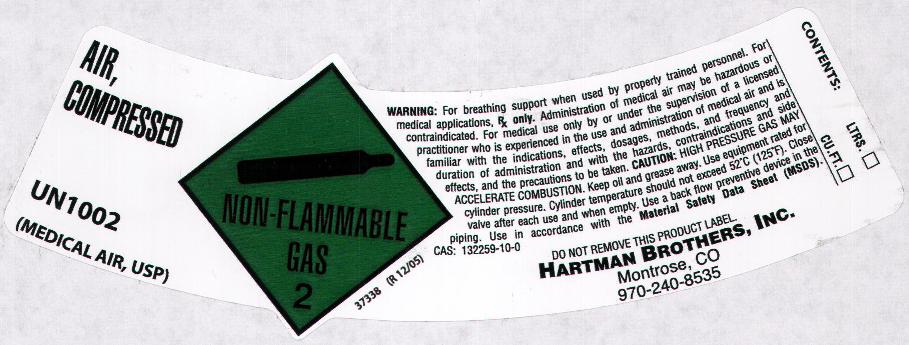 AIR,
COMPRESSED
UN1002
(MEDICAL AIR, USP)
NON-FLAMMABLE
GAS
2
37338 (R 12/05)
WARNING: For breathing support when used by properly trained personnel. For
medical applications, ℞ only. Administration of medical air may be hazardous or
contraindicated. For medical use only by or under the supervision of a licensed
practitioner who is experienced in the use and administration of medical air and is
familiar with the indications, effects, dosages, methods, and frequency and
duration of administration and with the hazards, contraindications and side
effects, and the precautions to be taken. CAUTION: HIGH PRESSURE GAS MAY
ACCELERATE COMBUSTION. Keep oil and grease away. Use equipment rated for
cylinder pressure. Cylinder temperature should not exceed 52°C (125°F). Close
valve after each use and when empty. Use a back flow preventive device in the
piping. Use in accordance with the Material Safety Data Sheet (MSDS).
CAS: 132259-10-0
DO NOT REMOVE THIS PRODUCT LABEL.
HARTMAN BROTHERS, INC.
Montrose, CO
970-240-8535
CONTENTS:
LTRS.
CU.FT.